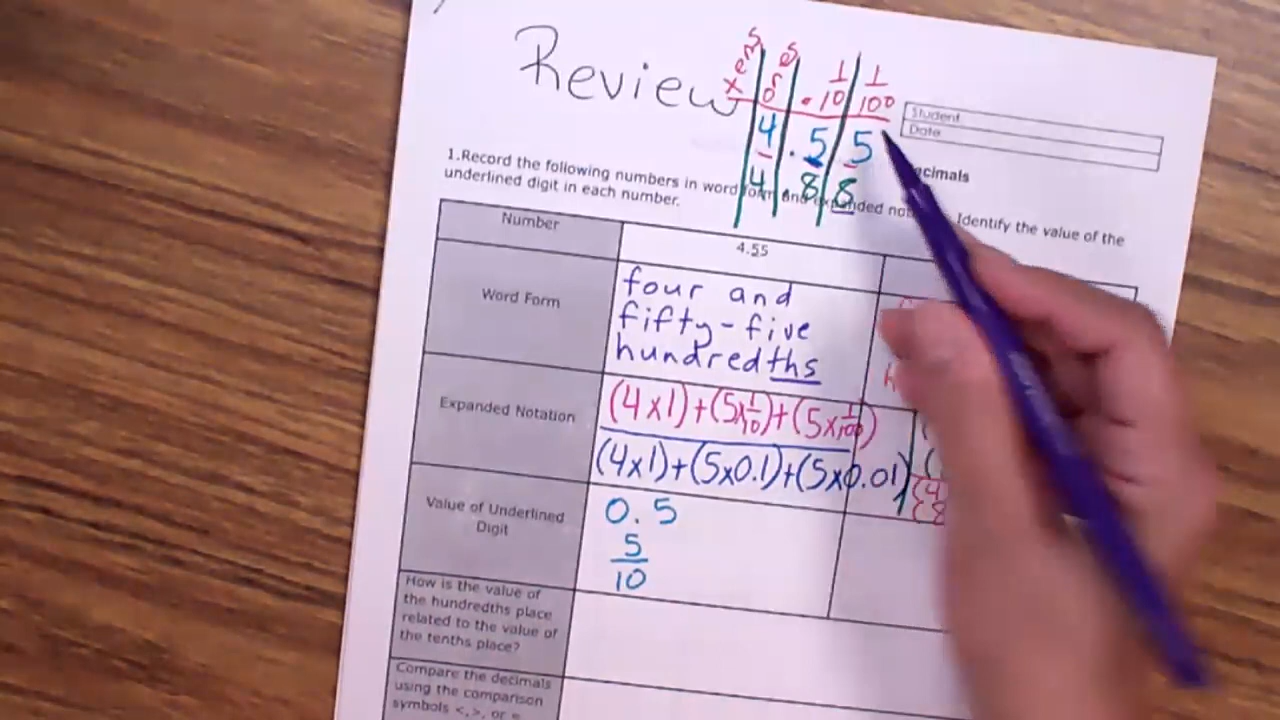 Review
Tens ones . 1/10 1/100
4 . 5 5
4 . 8 8
Student
Date
ecimals
1.Record the following numbers in word form and expanded not Identify the value of the
underlined digit in each number.
Number
4.55
Word Form
four and
fifty-five
hundredths
Expanded Notation
(4x1)+(5x1/10)+(5x1/100)
(4x1)+(5x0.1)+(5x0.01)
Value of Underlined
Digit
0.5
5/10
How is the value of
the hundredths place
related to the value of
the tenths place?
Compare the decimals
using the comparison
symbols <,>, or =